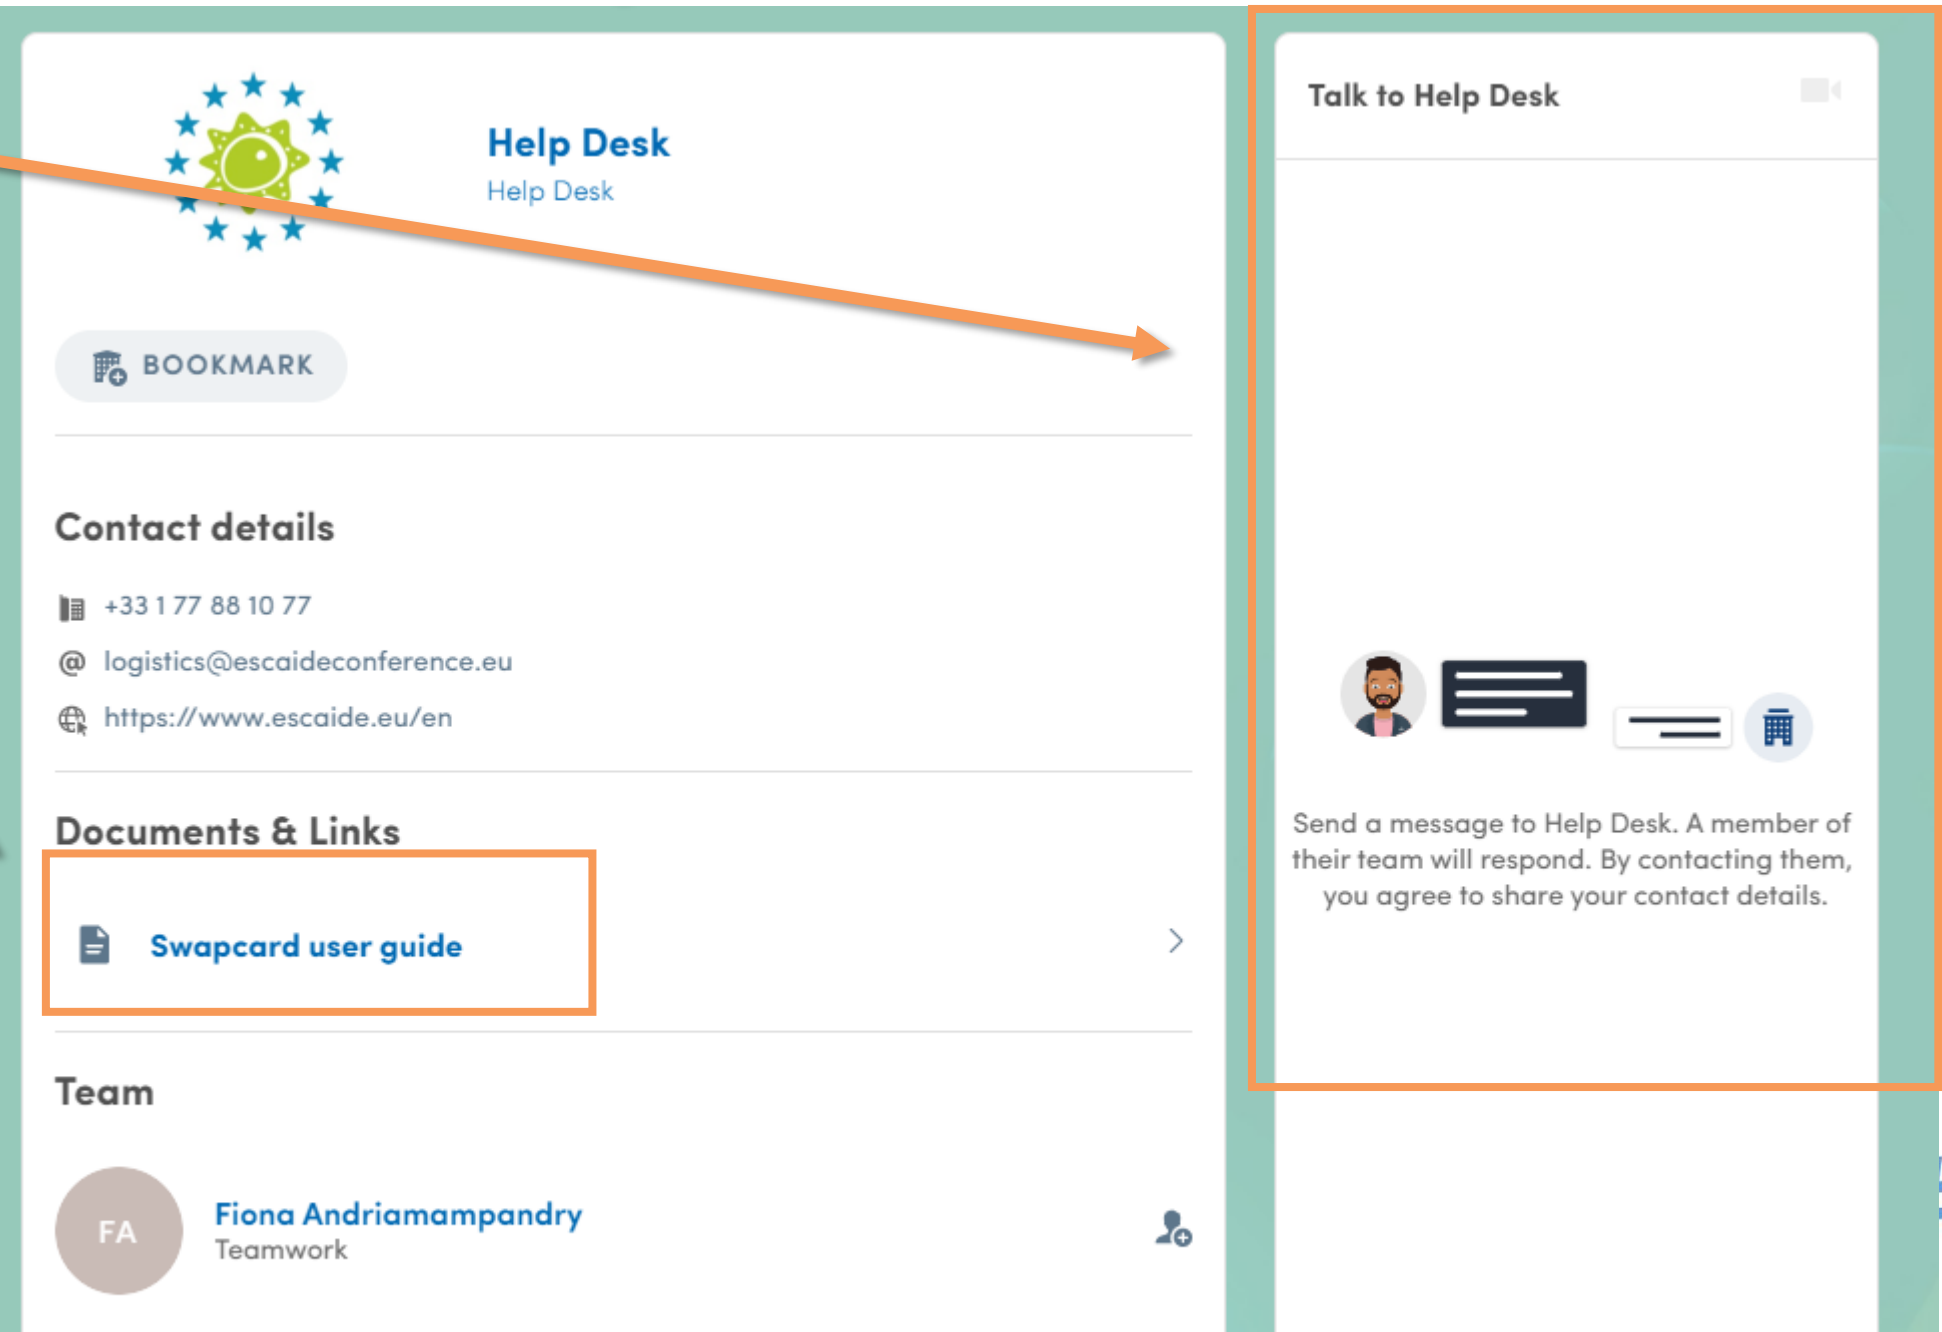 Help Desk
Help Desk
BOOKMARK
Contact details
+33 1 77 88 10 77
logistics@escaideconference.eu
https://www.escaide.eu/en
Documents & Links
Swapcard user guide
Team
FA
Fiona Andriamampandry
Teamwork
Talk to Help Desk
Send a message to Help Desk. A member of
their team will respond. By contacting them,
you agree to share your contact details.